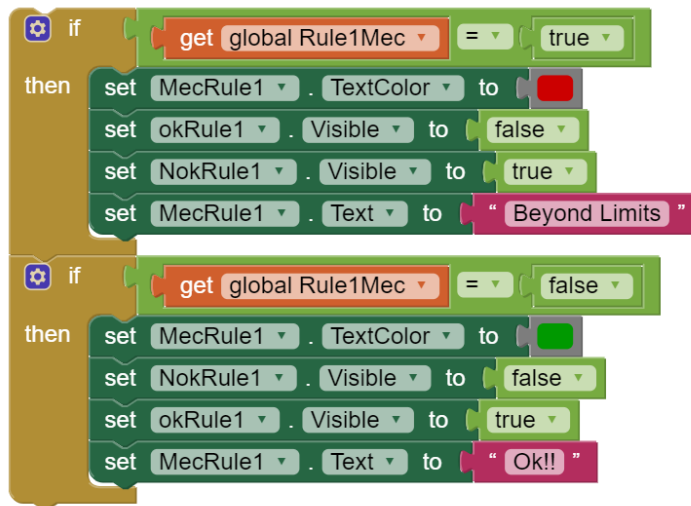 if get global Rule1Mec = true
then set MecRule1 . TextColor to
set okRule1 . Visible to false
set NokRule1 . Visible to true
set MecRule1 . Text to “ Beyond Limits ”
if get global Rule1Mec = false
then set MecRule1 . TextColor to
set NokRule1 . Visible to false
set okRule1 . Visible to true
set MecRule1 . Text to “ Ok!! ”